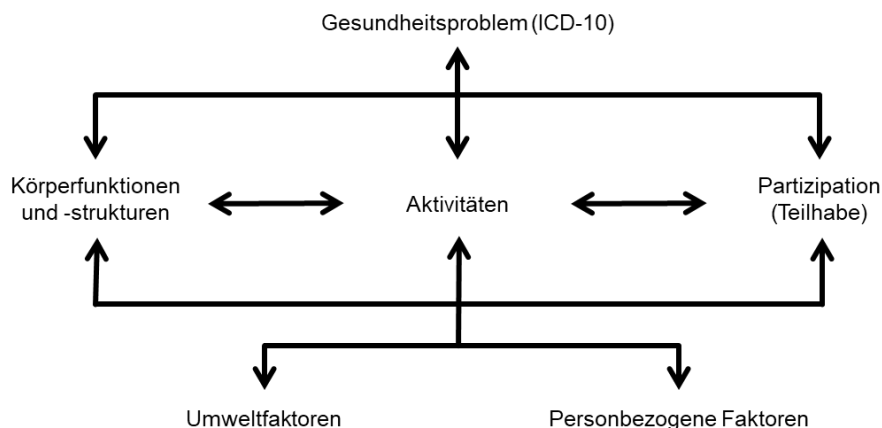 Gesundheitsproblem (ICD-10)
Körperfunktionen
und -strukturen
Aktivitäten
Partizipation
(Teilhabe)
Umweltfaktoren
Personbezogene Faktoren